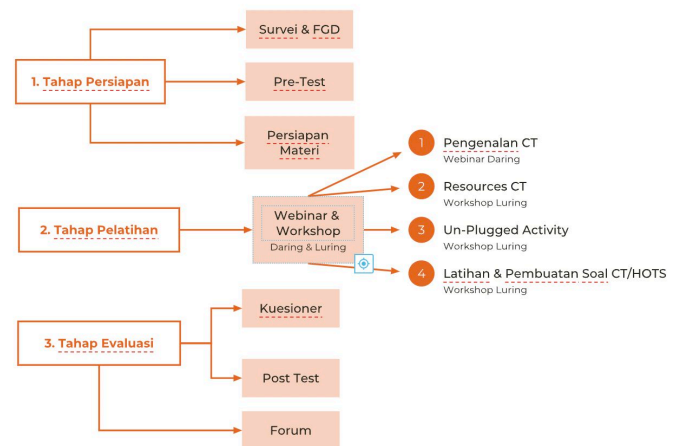 1. Tahap Persiapan
Survei & FGD
Pre-Test
Persiapan
Materi
2. Tahap Pelatihan
Webinar &
Workshop
Daring & Luring
1
Pengenalan CT
Webinar Daring
2
Resources CT
Workshop Luring
3
Un-Plugged Activity
Workshop Luring
4
Latihan & Pembuatan Soal CT/HOTS
Workshop Luring
3. Tahap Evaluasi
Kuesioner
Post Test
Forum